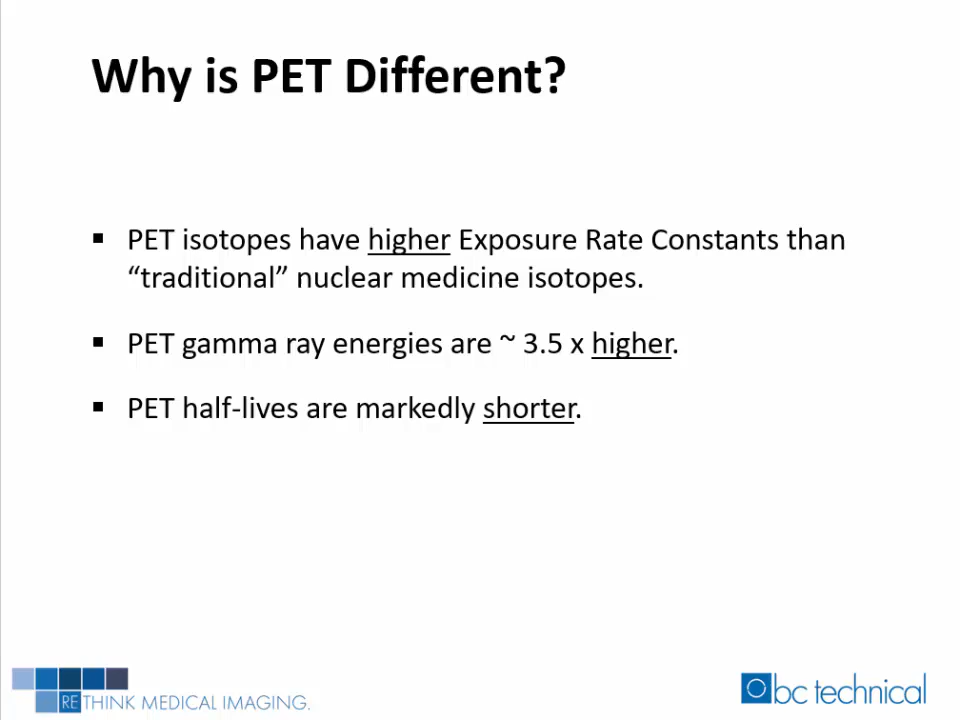 Why is PET Different?
▪ PET isotopes have higher Exposure Rate Constants than
“traditional” nuclear medicine isotopes.
▪ PET gamma ray energies are ~ 3.5 x higher.
▪ PET half-lives are markedly shorter.
RETHINK MEDICAL IMAGING.
bc technical